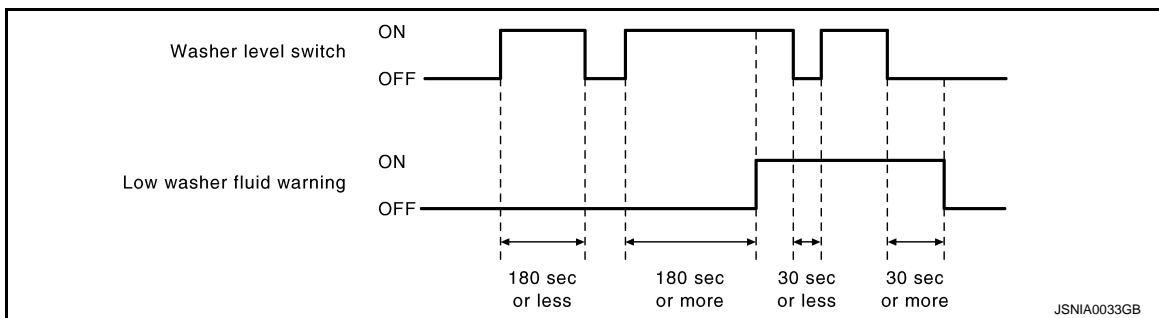 ON
Washer level switch
OFF
ON
Low washer fluid warning
OFF
180 sec
or less
180 sec
or more
30 sec
or less
30 sec
or more
JSNIA0033GB